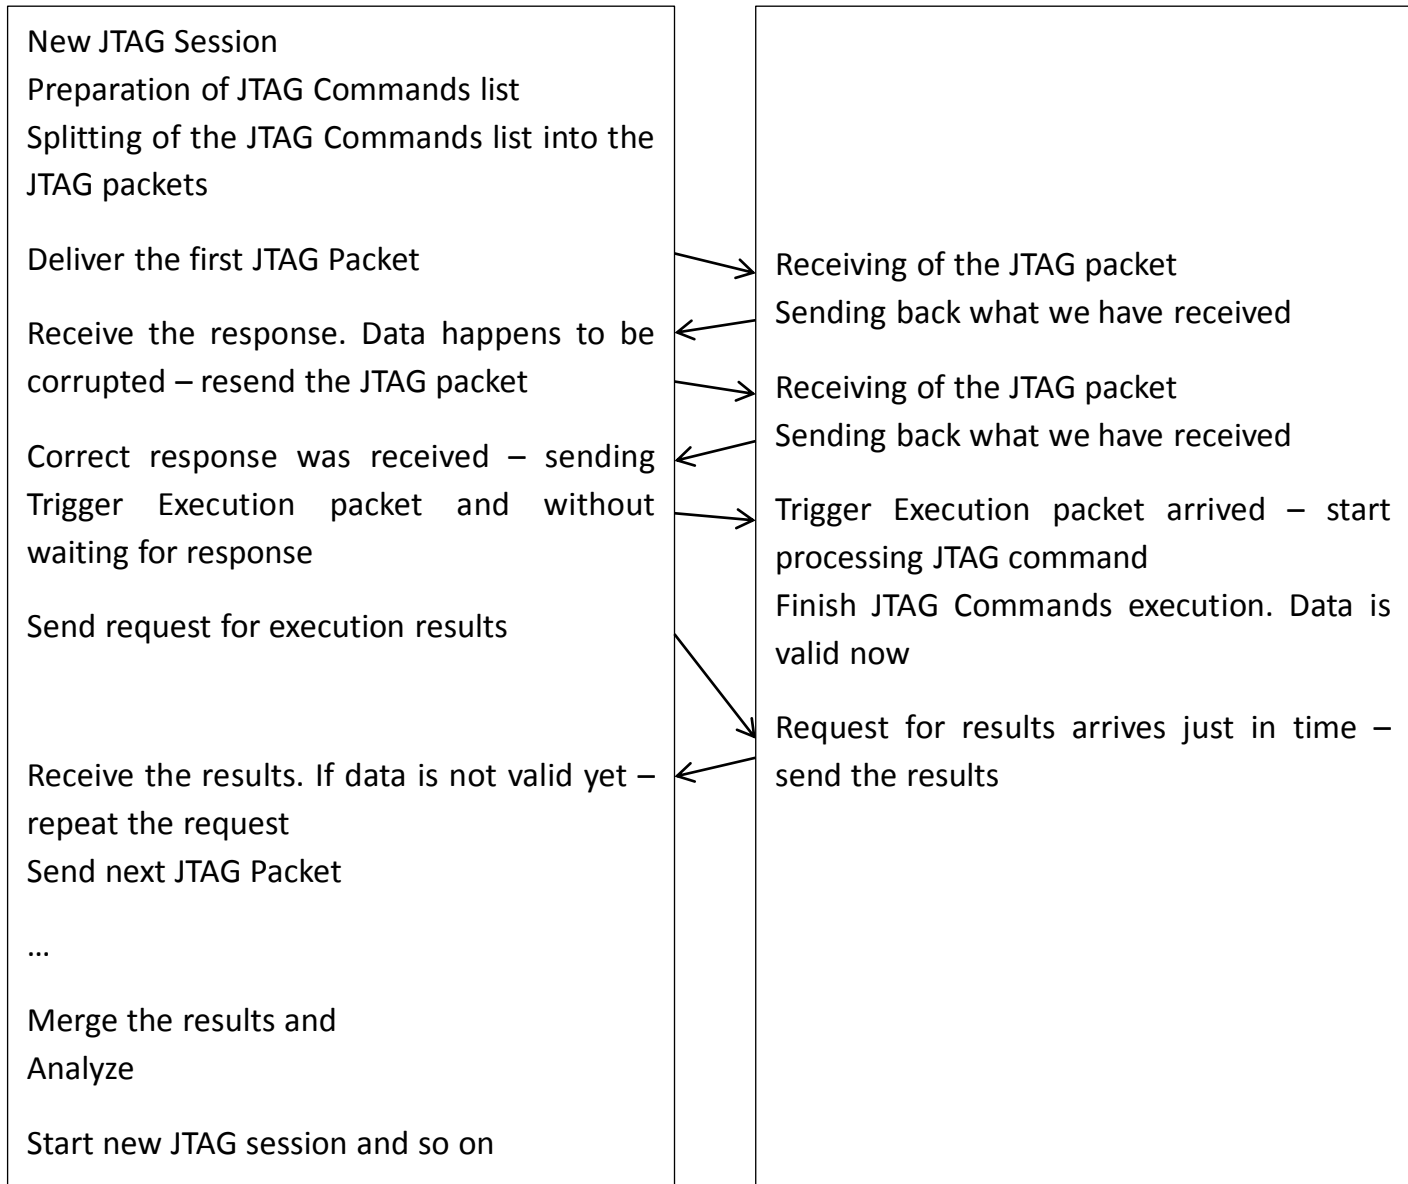 New JTAG Session
Preparation of JTAG Commands list
Splitting of the JTAG Commands list into the
JTAG packets
Deliver the first JTAG Packet
Receive the response. Data happens to be
corrupted – resend the JTAG packet
Correct response was received – sending
Trigger Execution packet and without
waiting for response
Send request for execution results
Receive the results. If data is not valid yet –
repeat the request
Send next JTAG Packet
...
Merge the results and
Analyze
Start new JTAG session and so on
Receiving of the JTAG packet
Sending back what we have received
Receiving of the JTAG packet
Sending back what we have received
Trigger Execution packet arrived – start
processing JTAG command
Finish JTAG Commands execution. Data is
valid now
Request for results arrives just in time –
send the results